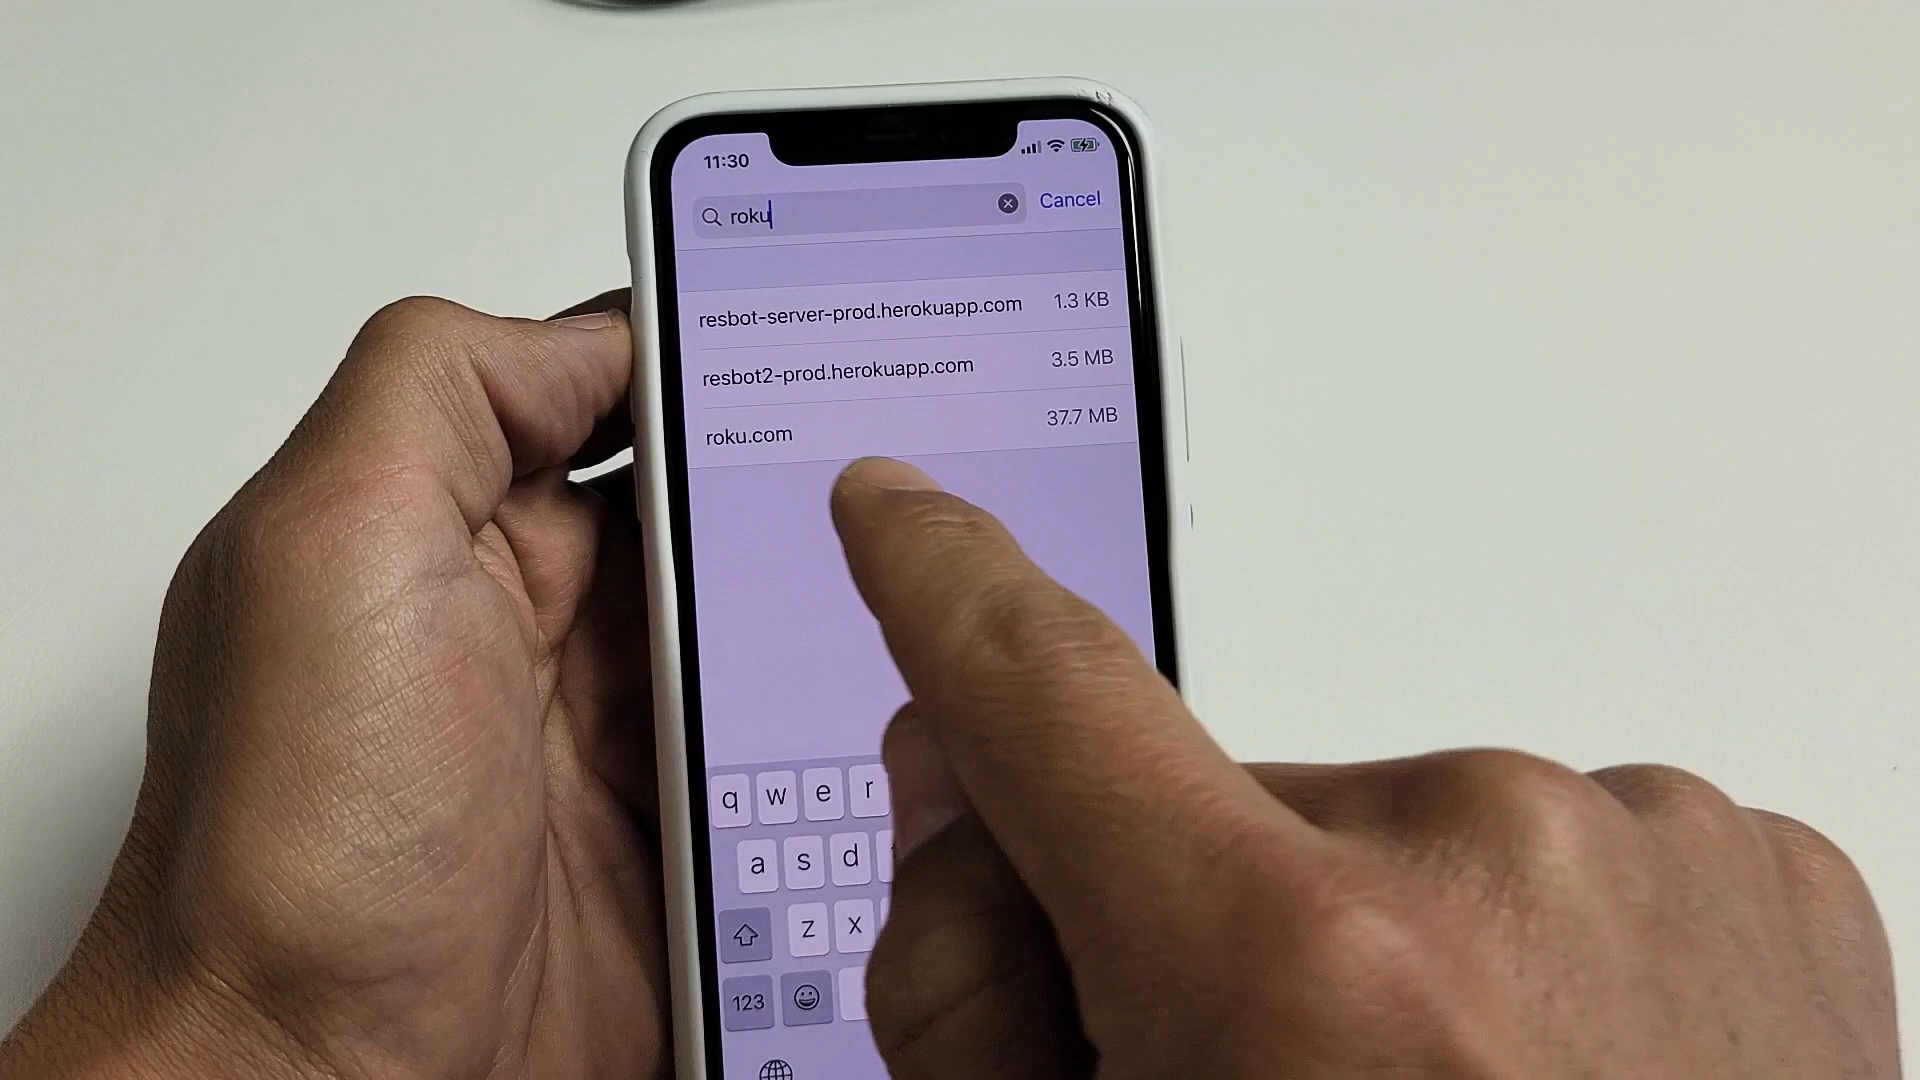 11:30
roku
Cancel
resbot-server-prod.herokuapp.com 1.3 KB
resbot2-prod.herokuapp.com 3.5 MB
roku.com 37.7 MB
q w e r
a s d
z x
123